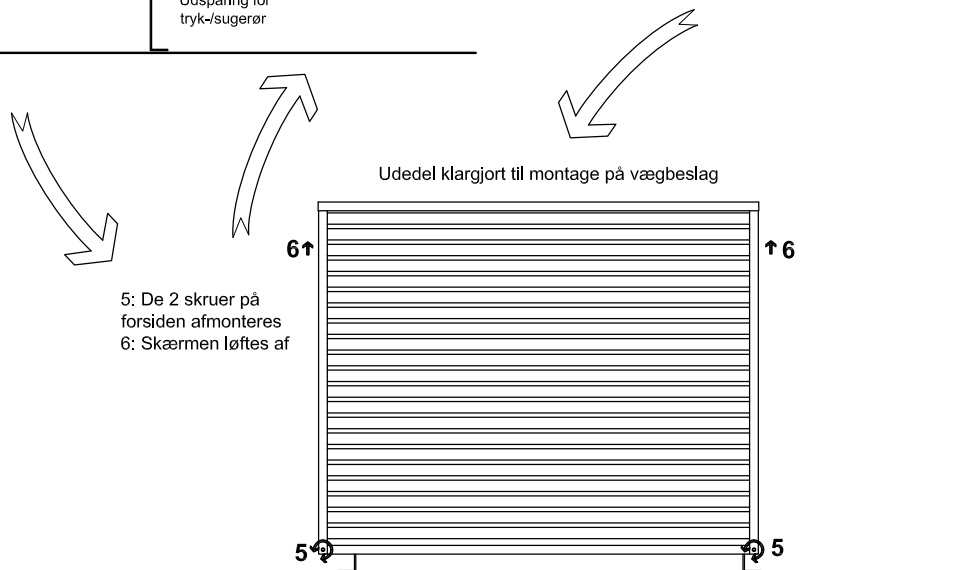 Udsparing for
tryk-/sugerør
Udedel klargjort til montage på vægbeslag
6
6
5: De 2 skruer på
forsiden afmonteres
6: Skærmen løftes af
5
5